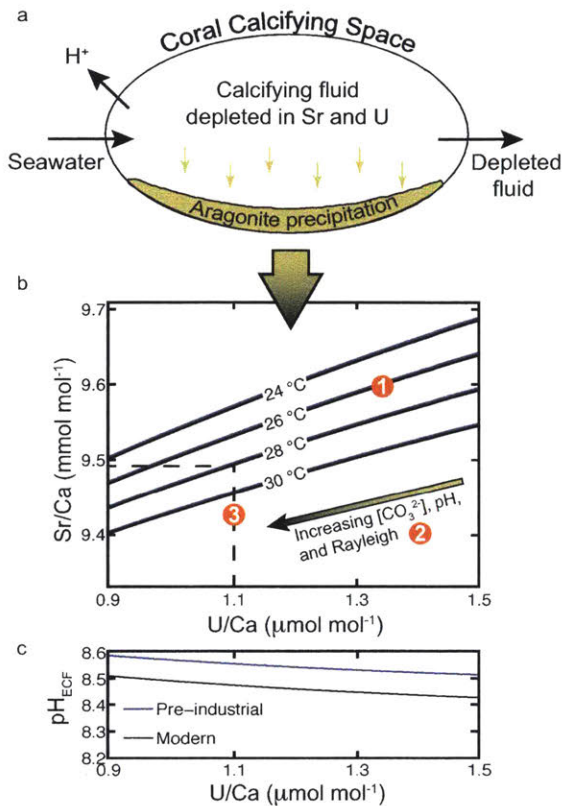 a
Coral Calcifying Space
H⁺
Calcifying fluid
depleted in Sr and U
Seawater
Depleted
fluid
Aragonite precipitation
b
9.7
9.6
9.5
9.4
Sr/Ca (mmol mol⁻¹)
24 °C
26 °C
28 °C
30 °C
1
3
Increasing [CO₃²⁻], pH,
and Rayleigh 2
0.9 1.1 1.3 1.5
U/Ca (μmol mol⁻¹)
c
8.6
8.5
8.4
8.3
8.2
pH_ECF
Pre-industrial
Modern
0.9 1.1 1.3 1.5
U/Ca (μmol mol⁻¹)